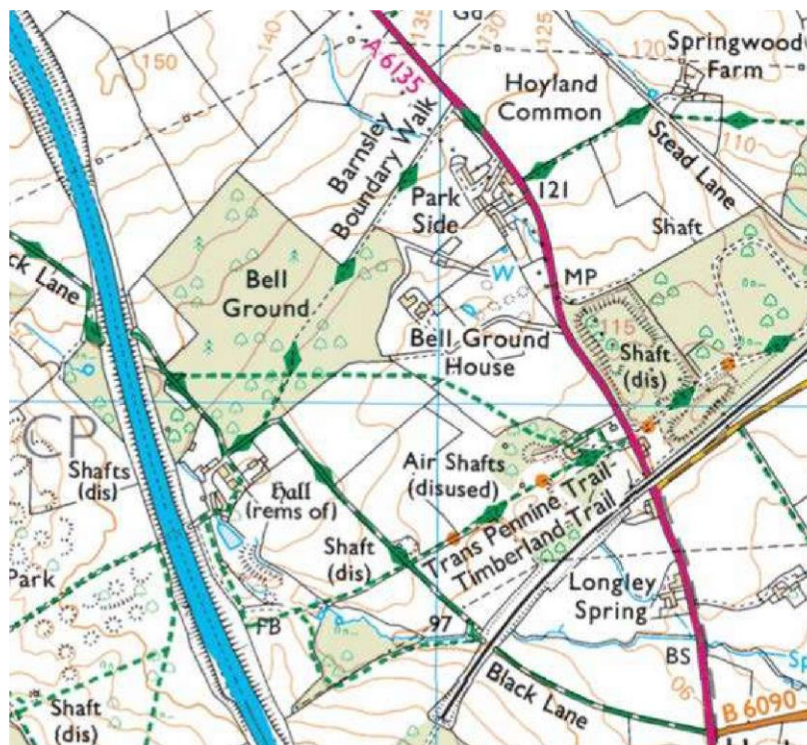 135
Gd
130
125
140
150
A 6135
120
Springwood
Farm
Hoyland
Common
110
Barnsley
Boundary Walk
Stead Lane
Park
Side
121
Shaft
W
MP
ck Lane
Bell
Ground
115
Bell Ground
House
Shaft
(dis)
CP
Shafts
(dis)
Hall
(rems of)
Air Shafts
(disused)
Trans Pennine Trail-
Timberland Trail
Shaft
(dis)
Park
Longley
Spring
FB
97
BS
Sp
Black Lane
90
Shaft
(dis)
B 6090